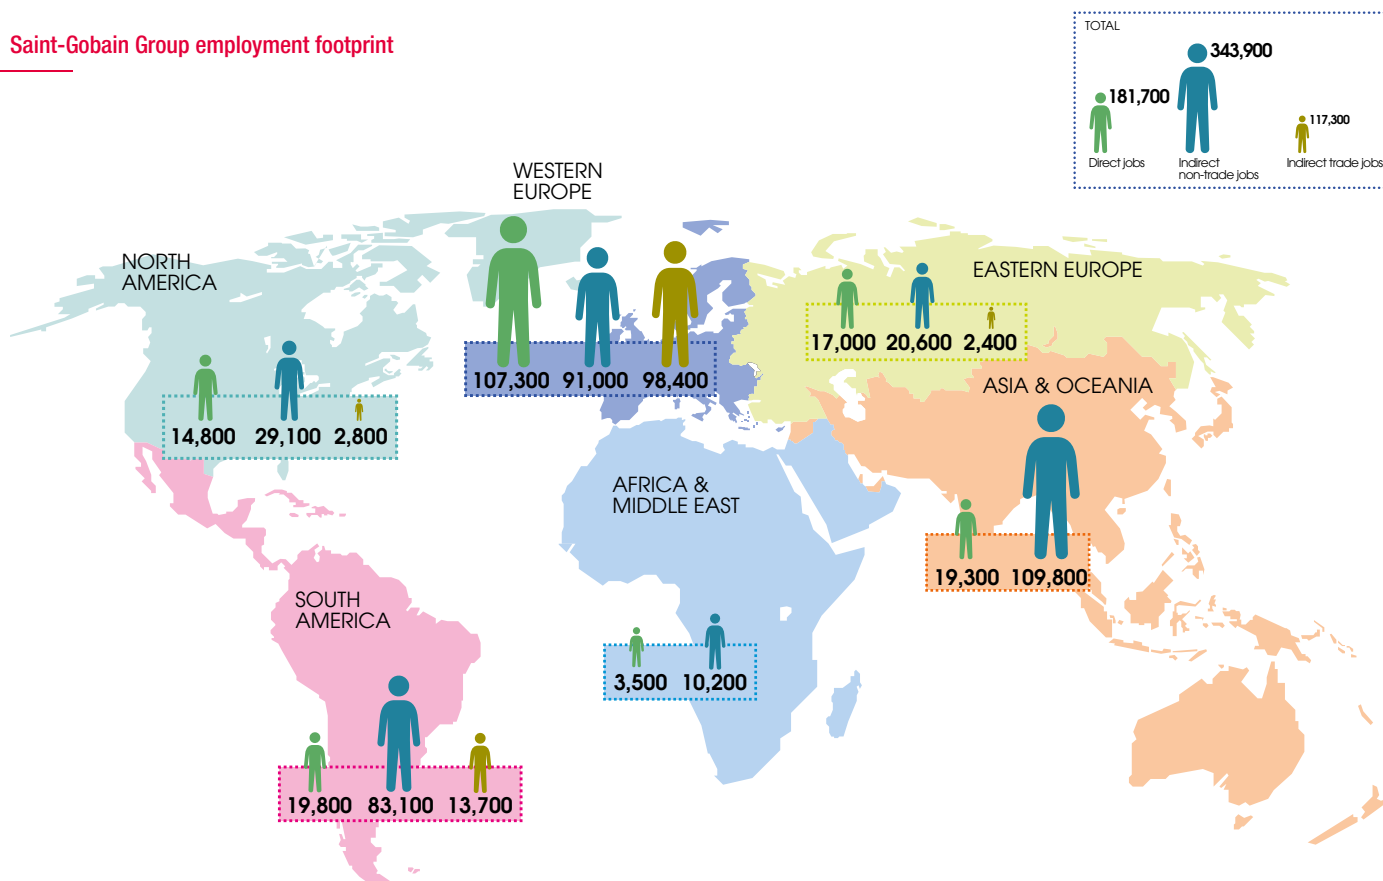 Saint-Gobain Group employment footprint
TOTAL
343,900
181,700
117,300
Direct jobs
Indirect
non-trade jobs
Indirect trade jobs
WESTERN
EUROPE
107,300 91,000 98,400
NORTH
AMERICA
14,800 29,100 2,800
EASTERN EUROPE
17,000 20,600 2,400
ASIA & OCEANIA
19,300 109,800
AFRICA &
MIDDLE EAST
3,500 10,200
SOUTH
AMERICA
19,800 83,100 13,700